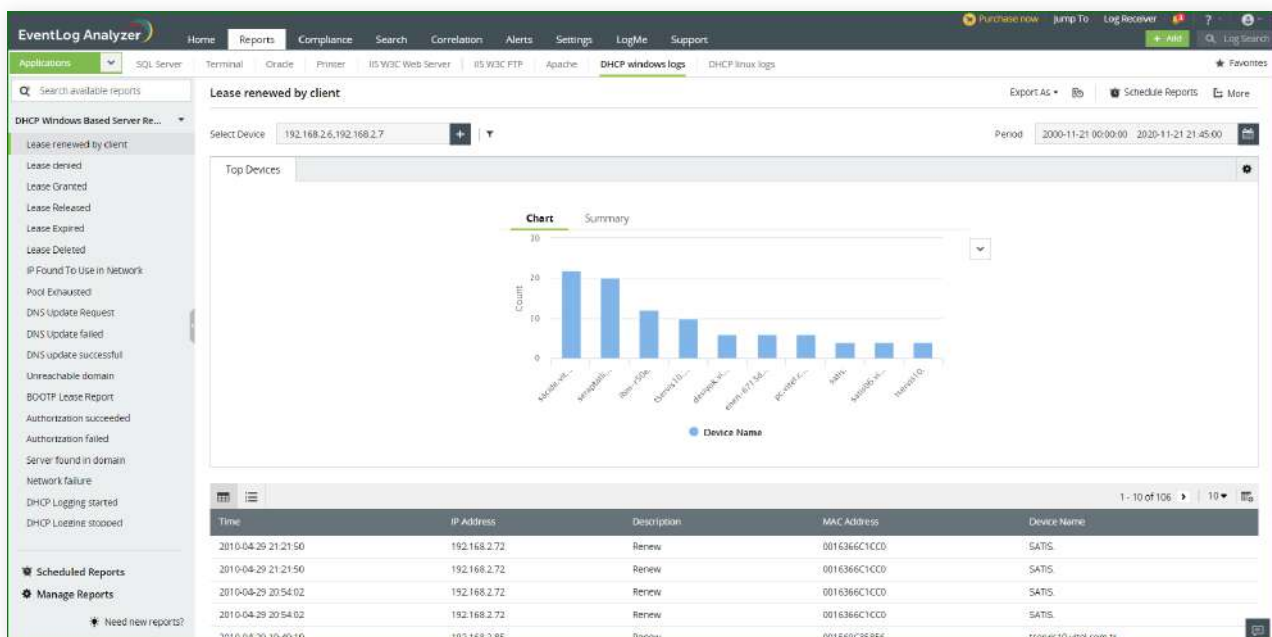 Purchase now Jump To Log Receiver ?
EventLog Analyzer
Home Reports Compliance Search Correlation Alerts Settings LogMe Support
+ Add Log Search
Applications SQL Server Terminal Oracle Printer IIS W3C Web Server IIS W3C FTP Apache DHCP windows logs DHCP linux logs Favorites
Search available reports
Lease renewed by client Export As Schedule Reports More
DHCP Windows Based Server Re...
Select Device 192.168.2.6,192.168.2.7 + Period 2000-11-21 00:00:00 2020-11-21 21:45:00
Lease renewed by client
Lease denied
Lease Granted
Lease Released
Lease Expired
Lease Deleted
IP Found To Use in Network
Pool Exhausted
DNS Update Request
DNS Update failed
DNS update successful
Unreachable domain
BOOTP Lease Report
Authorization succeeded
Authorization failed
Server found in domain
Network failure
DHCP Logging started
DHCP Logging stopped
Scheduled Reports
Manage Reports
Need new reports?
Top Devices
Chart Summary
Count
30
20
10
0
ibm-r50e.
tservis10....
pc.vitel.c...
satis.
satis06.vi...
tservis10.
Device Name
1 - 10 of 106 10
Time IP Address Description MAC Address Device Name
2010-04-29 21:21:50 192.168.2.72 Renew 0016366C1CC0 SATIS.
2010-04-29 21:21:50 192.168.2.72 Renew 0016366C1CC0 SATIS.
2010-04-29 20:54:02 192.168.2.72 Renew 0016366C1CC0 SATIS.
2010-04-29 20:54:02 192.168.2.72 Renew 0016366C1CC0 SATIS.